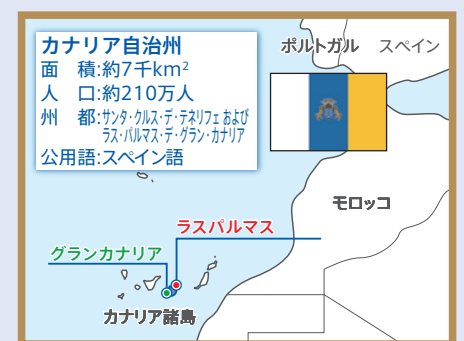 カナリア自治州
面　積:約7千km²
人　口:約210万人
州　都:サンタ・クルス・デ・テネリフェ および
ラス・パルマス・デ・グラン・カナリア
公用語:スペイン語
ポルトガル
スペイン
モロッコ
ラスパルマス
グランカナリア
カナリア諸島